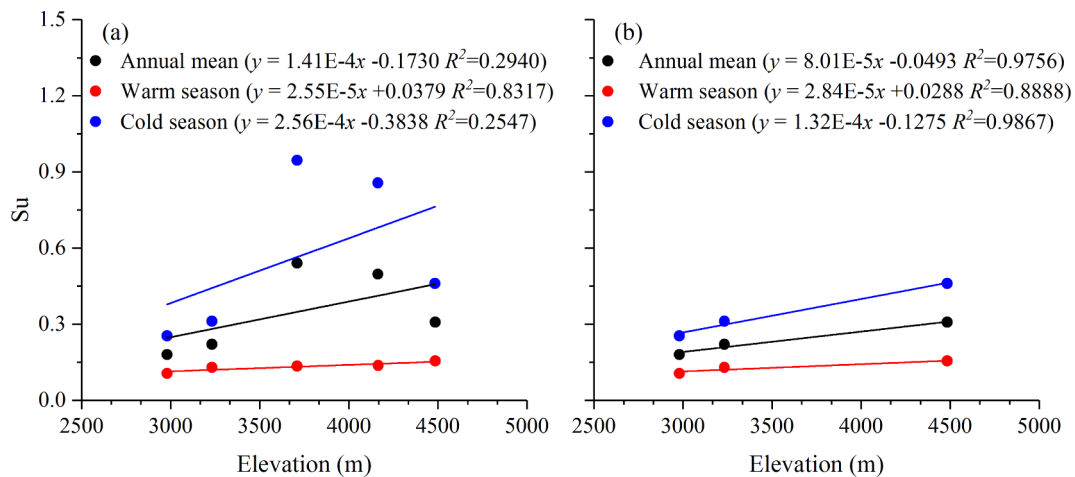 (a)
Annual mean (y = 1.41E-4x -0.1730 R²=0.2940)
Warm season (y = 2.55E-5x +0.0379 R²=0.8317)
Cold season (y = 2.56E-4x -0.3838 R²=0.2547)
1.5
1.2
0.9
0.6
0.3
0.0
Su
2500 3000 3500 4000 4500 5000
Elevation (m)
(b)
Annual mean (y = 8.01E-5x -0.0493 R²=0.9756)
Warm season (y = 2.84E-5x +0.0288 R²=0.8888)
Cold season (y = 1.32E-4x -0.1275 R²=0.9867)
2500 3000 3500 4000 4500 5000
Elevation (m)